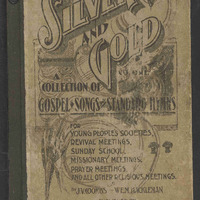 SILVER
AND
GOLD
A
COLLECTION OF
GOSPEL SONGS AND STANDARD HYMNS
FOR
YOUNG PEOPLES SOCIETIES
REVIVAL MEETINGS,
SUNDAY SCHOOL,
MISSIONARY MEETINGS,
PRAYER MEETINGS
AND ALL OTHER RELIGIOUS MEETINGS.